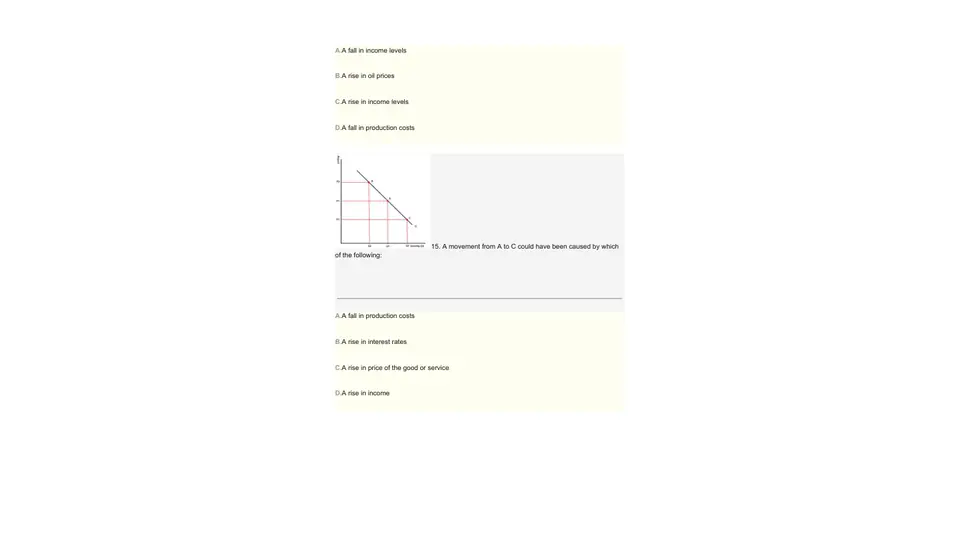 A.A fall in income levels
B.A rise in oil prices
C.A rise in income levels
D.A fall in production costs
15. A movement from A to C could have been caused by which
of the following:
A.A fall in production costs
B.A rise in interest rates
C.A rise in price of the good or service
D.A rise in income